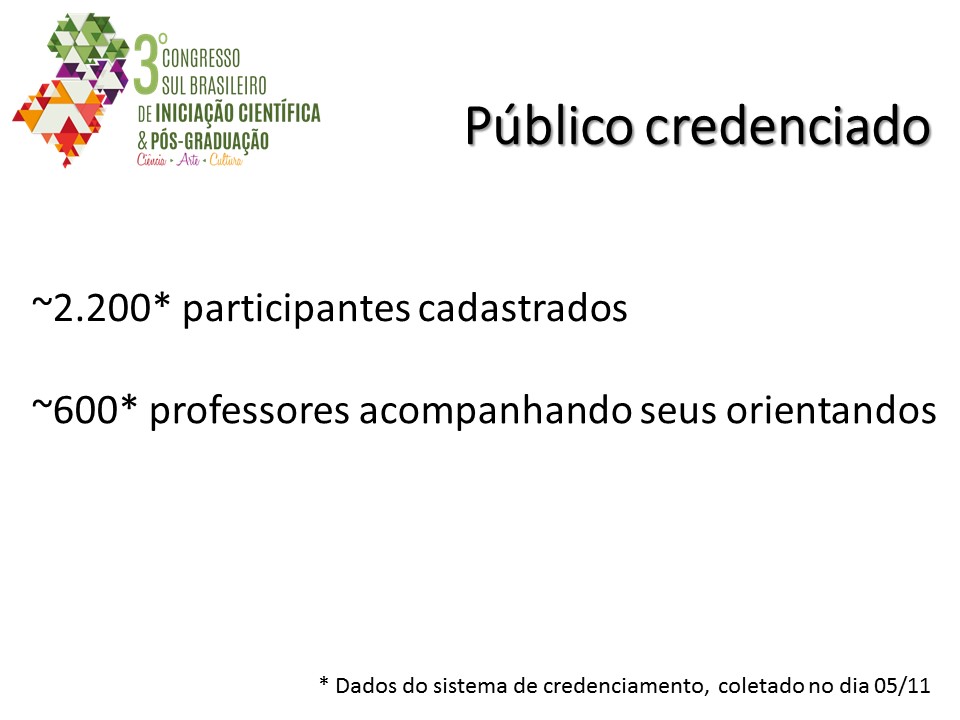 3º CONGRESSO
SUL BRASILEIRO
DE INICIAÇÃO CIENTÍFICA
& PÓS-GRADUAÇÃO
Ciência • Arte • Cultura
Público credenciado
~2.200* participantes cadastrados
~600* professores acompanhando seus orientandos
* Dados do sistema de credenciamento, coletado no dia 05/11